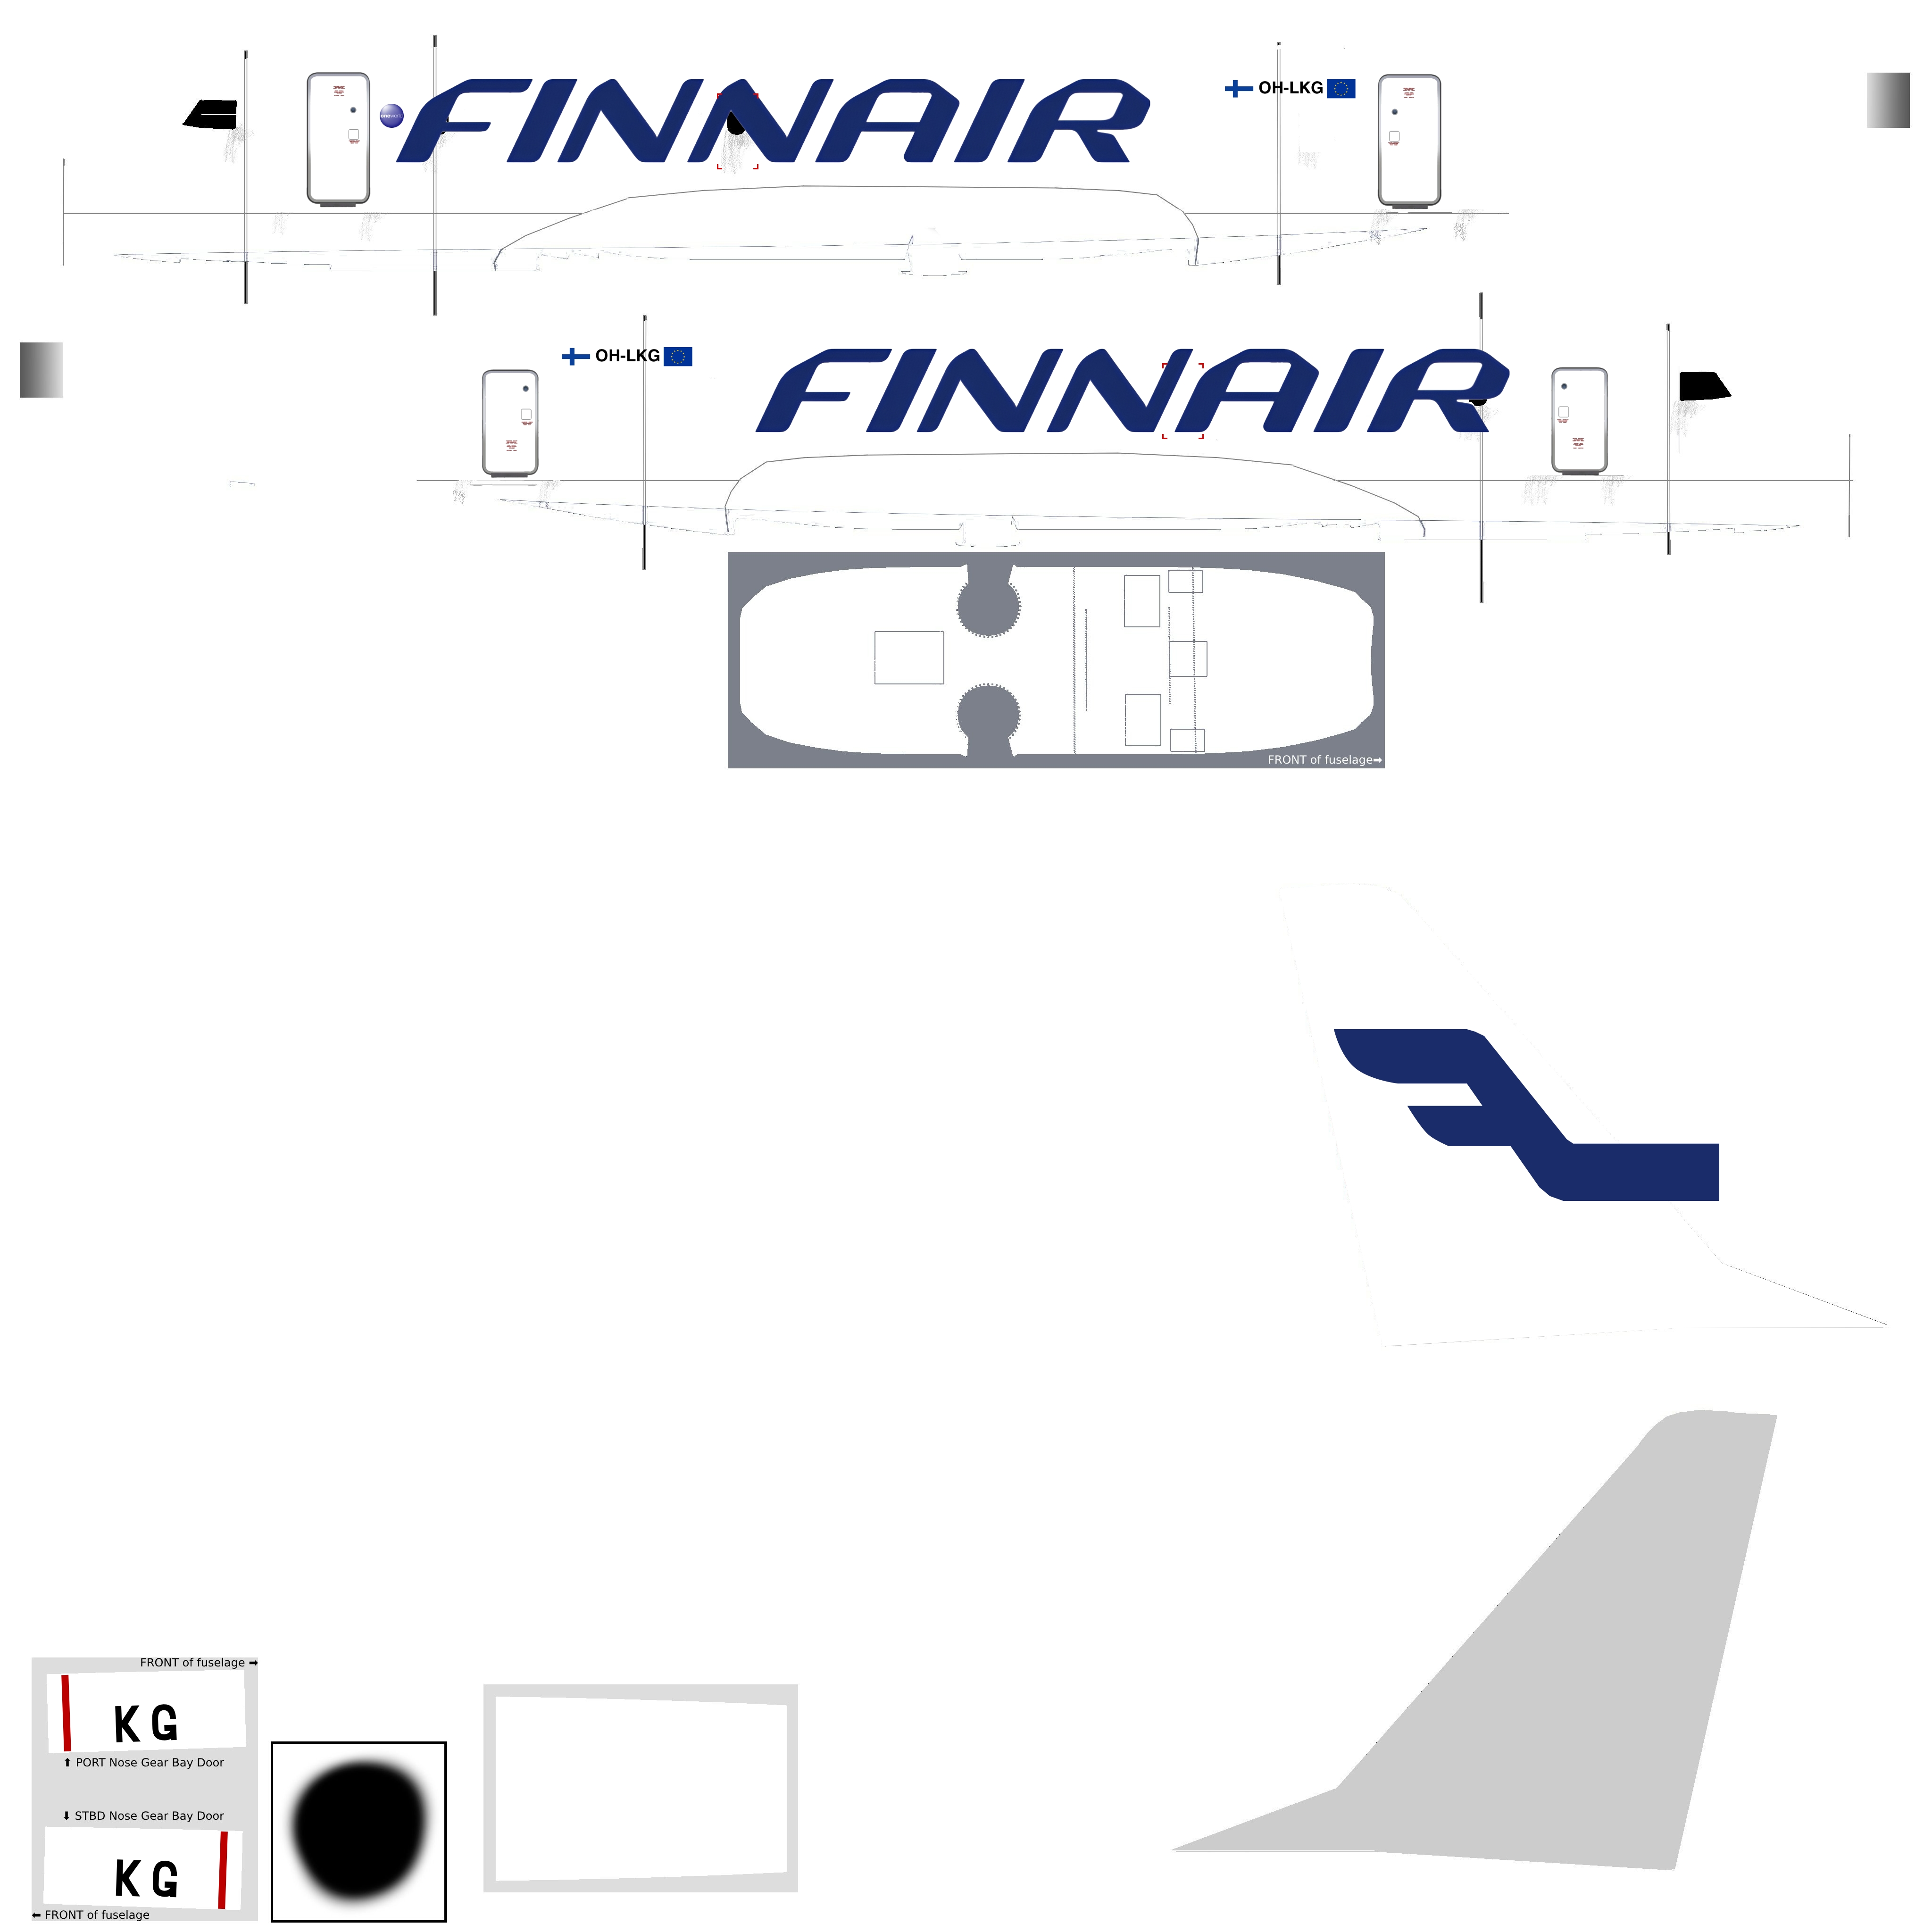 FINNAIR
OH-LKG
OH-LKG
FINNAIR
FRONT of fuselage➡
FRONT of fuselage ➡
KG
⬆ PORT Nose Gear Bay Door
⬇ STBD Nose Gear Bay Door
KG
⬅ FRONT of fuselage